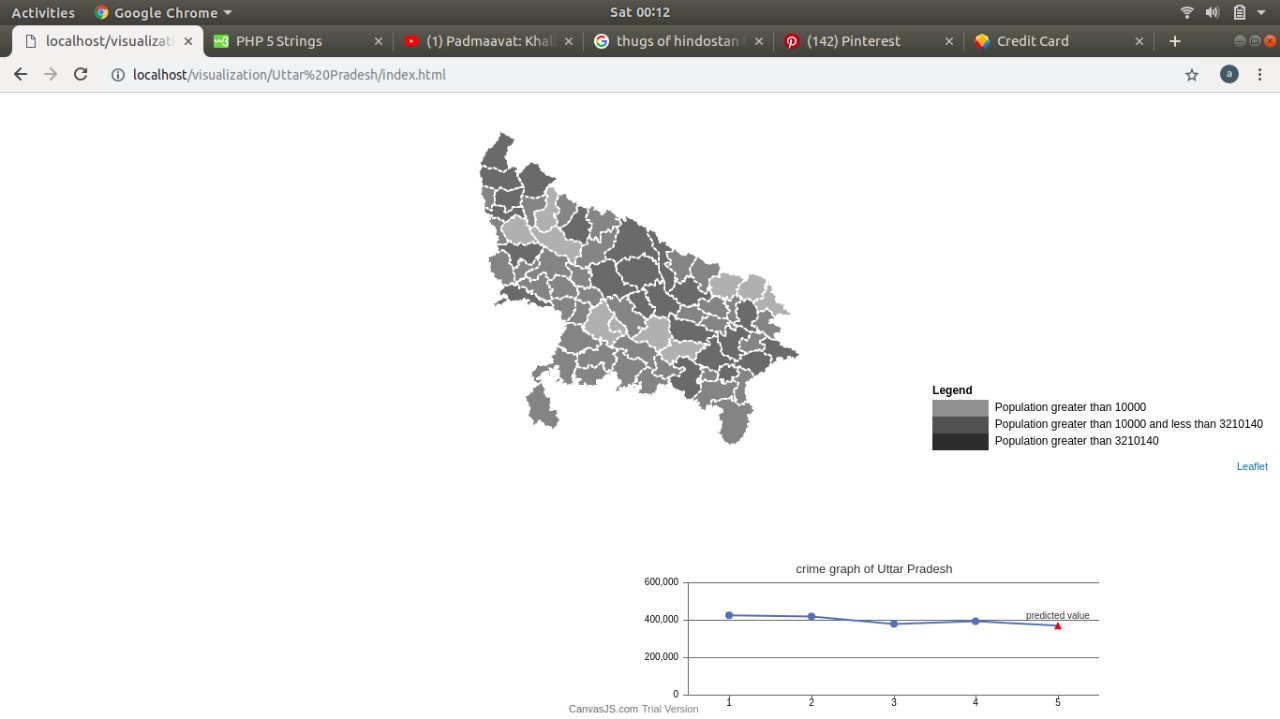 Activities Google Chrome Sat 00:12
localhost/visualizati PHP 5 Strings (1) Padmaavat: Khal thugs of hindostan f (142) Pinterest Credit Card
localhost/visualization/Uttar%20Pradesh/index.html a
Legend
Population greater than 10000
Population greater than 10000 and less than 3210140
Population greater than 3210140
Leaflet
crime graph of Uttar Pradesh
600,000
predicted value
400,000
200,000
0
1 2 3 4 5
CanvasJS.com Trial Version